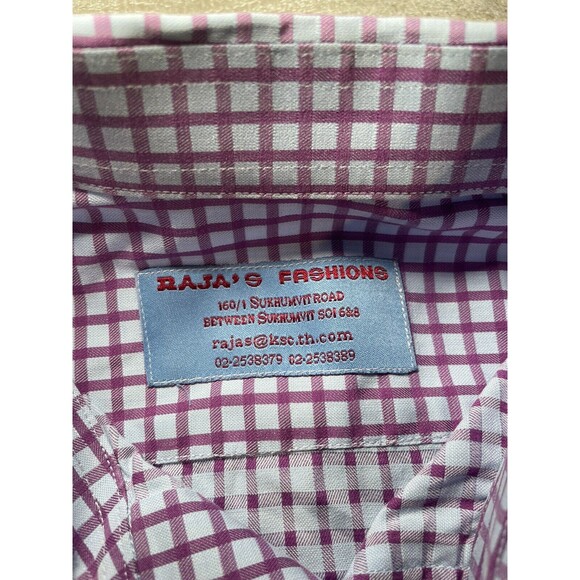 RAJA'S FASHIONS
160/1 SUKHUMVIT ROAD
BETWEEN SUKHUMVIT SOI 6&8
rajas@ksc.th.com
02-2538379 02-2538389